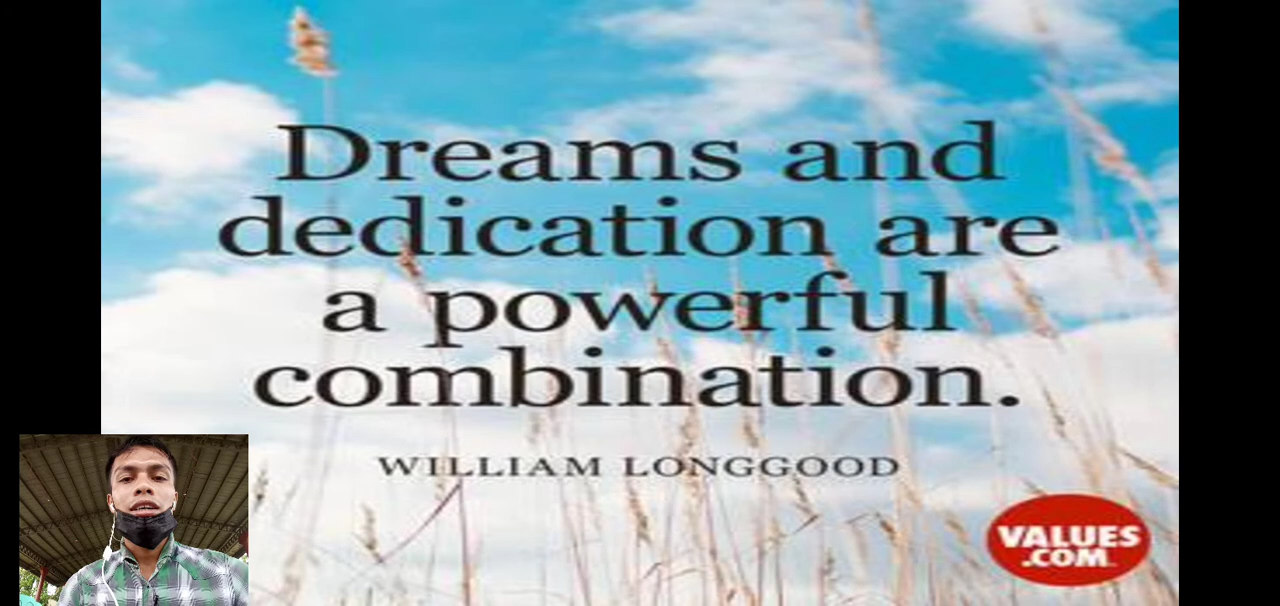 Dreams and
dedication are
a powerful
combination.
WILLIAM LONGGOOD
VALUES
.COM